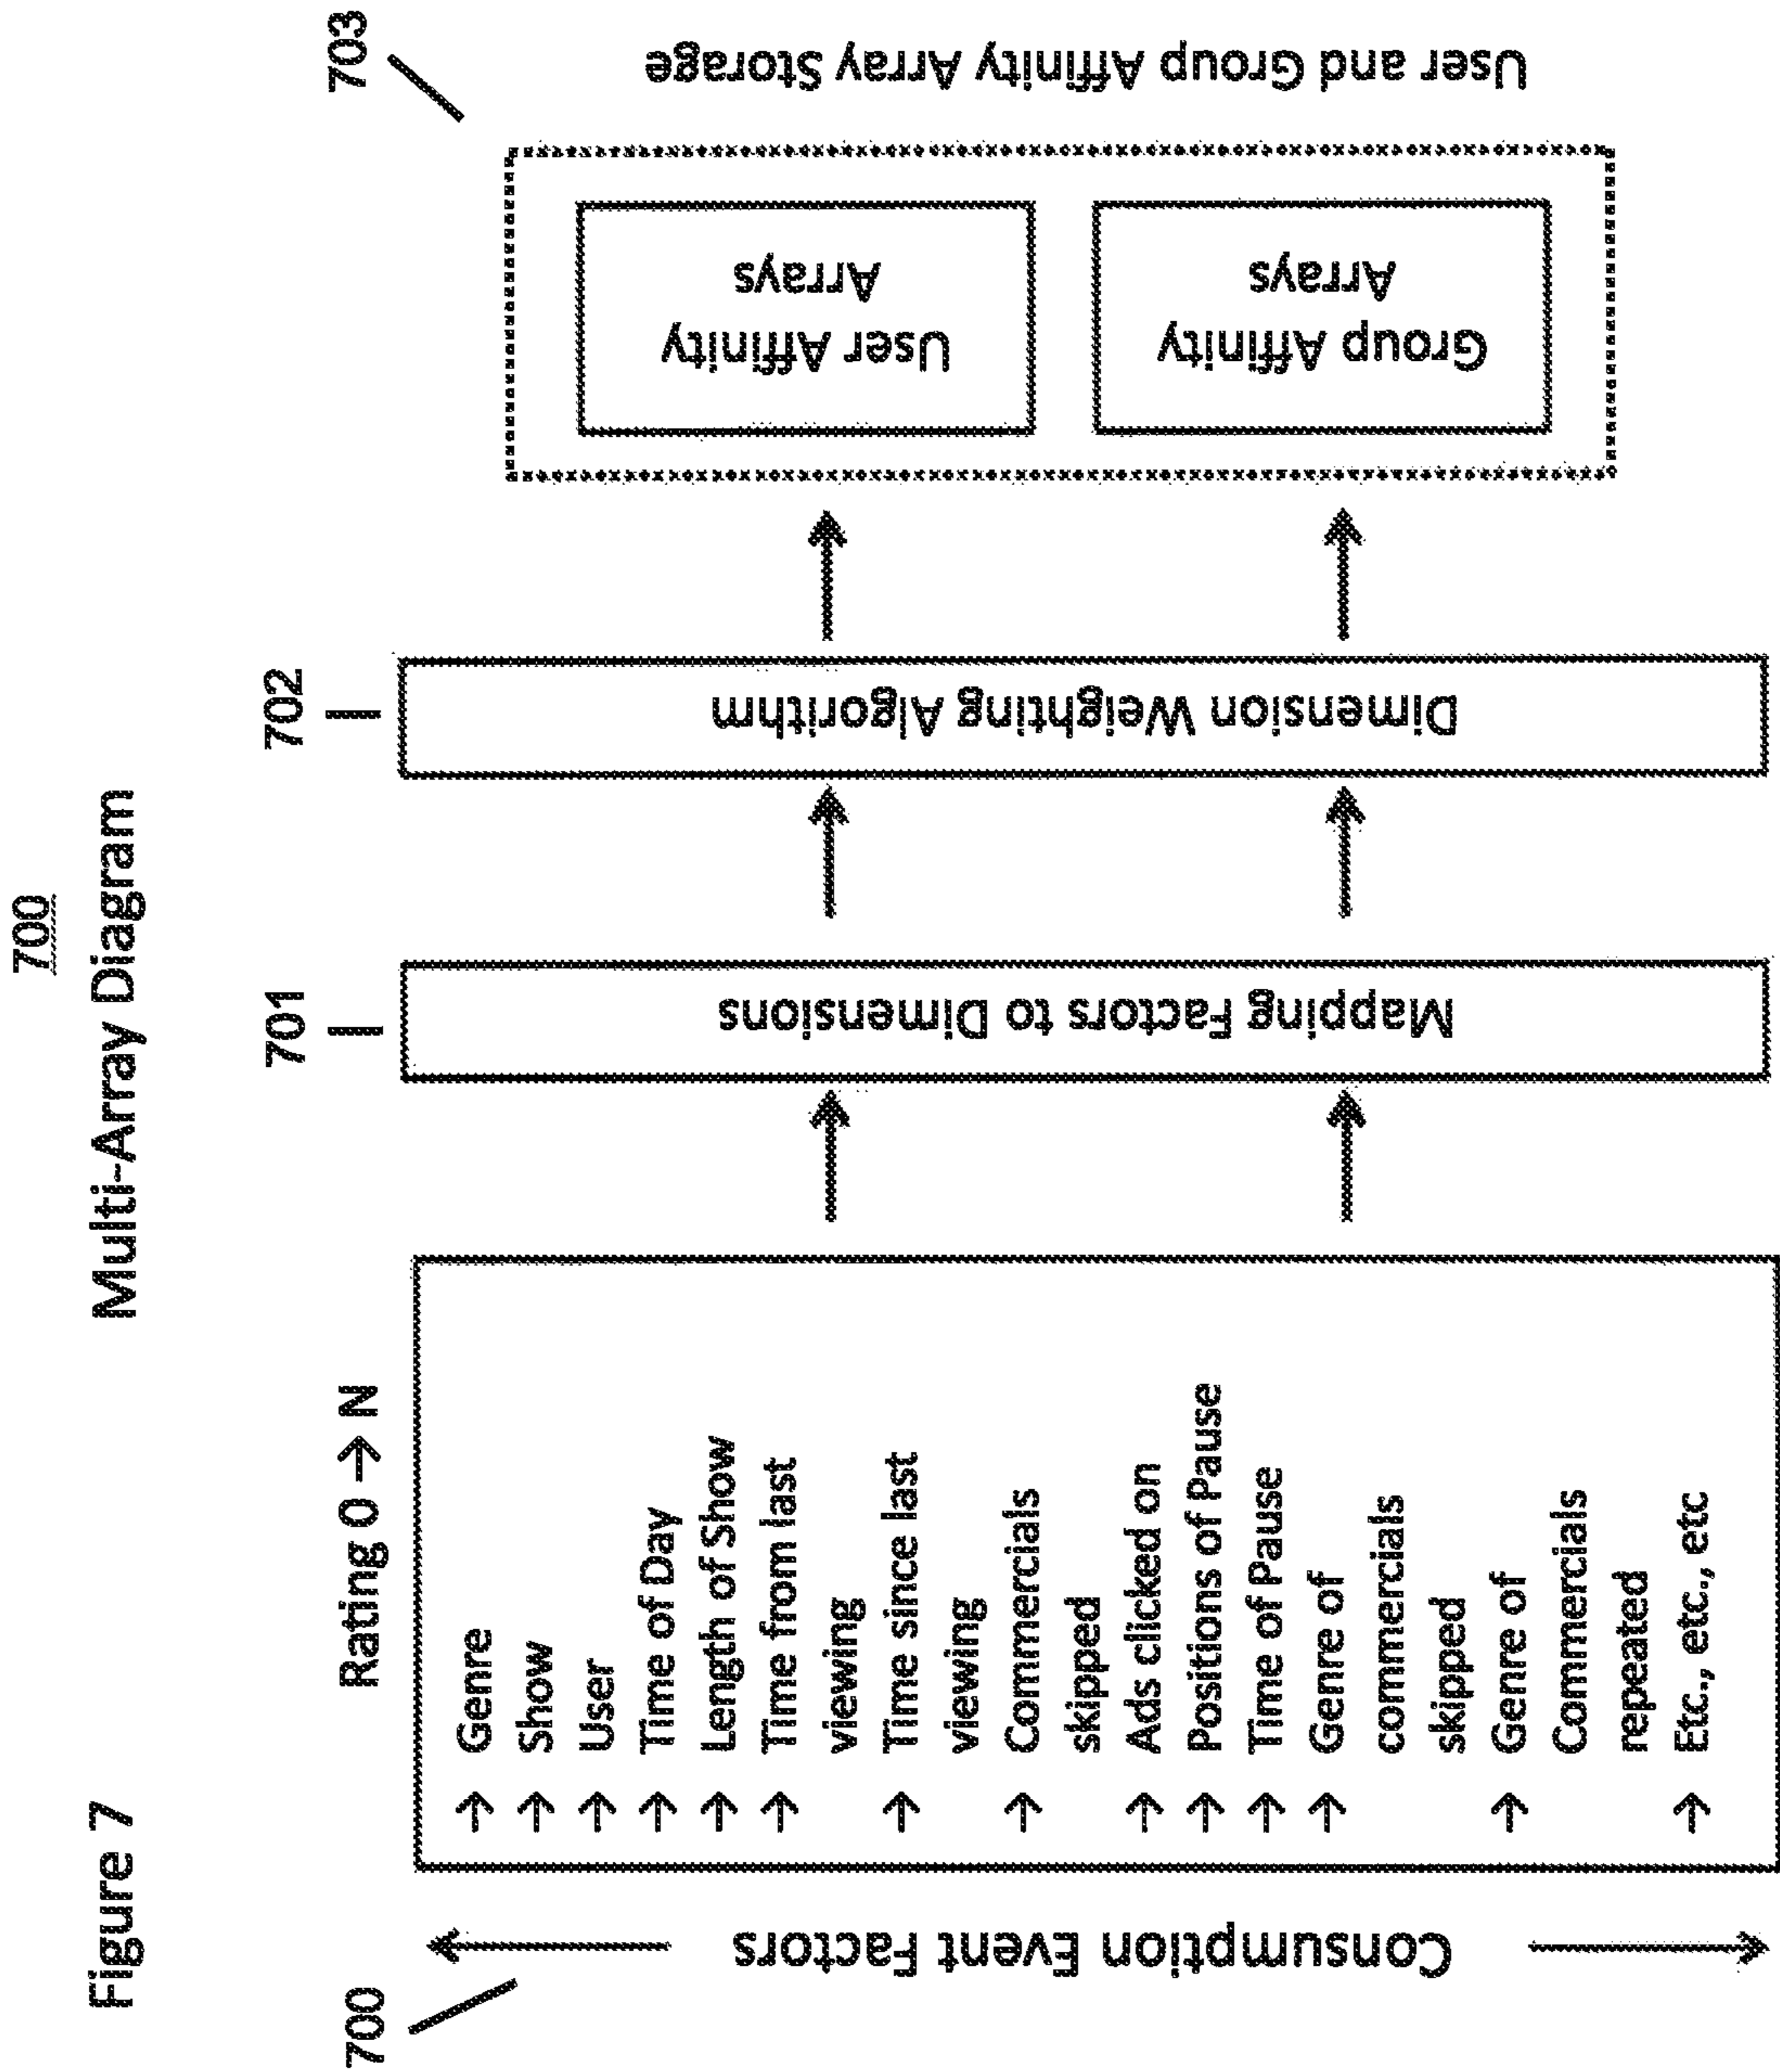 700
Figure 7
Multi-Array Diagram
700
Rating 0 → N
701
702
703
Consumption Event Factors
→ Genre
→ Show
→ User
→ Time of Day
→ Length of Show
→ Time from last
viewing
→ Time since last
viewing
→ Commercials
skipped
→ Ads clicked on
→ Positions of Pause
→ Time of Pause
→ Genre of
commercials
skipped
→ Genre of
Commercials
repeated
→ Etc., etc., etc
Mapping Factors to Dimensions
Dimension Weighting Algorithm
User Affinity
Arrays
Group Affinity
Arrays
User and Group Affinity Array Storage